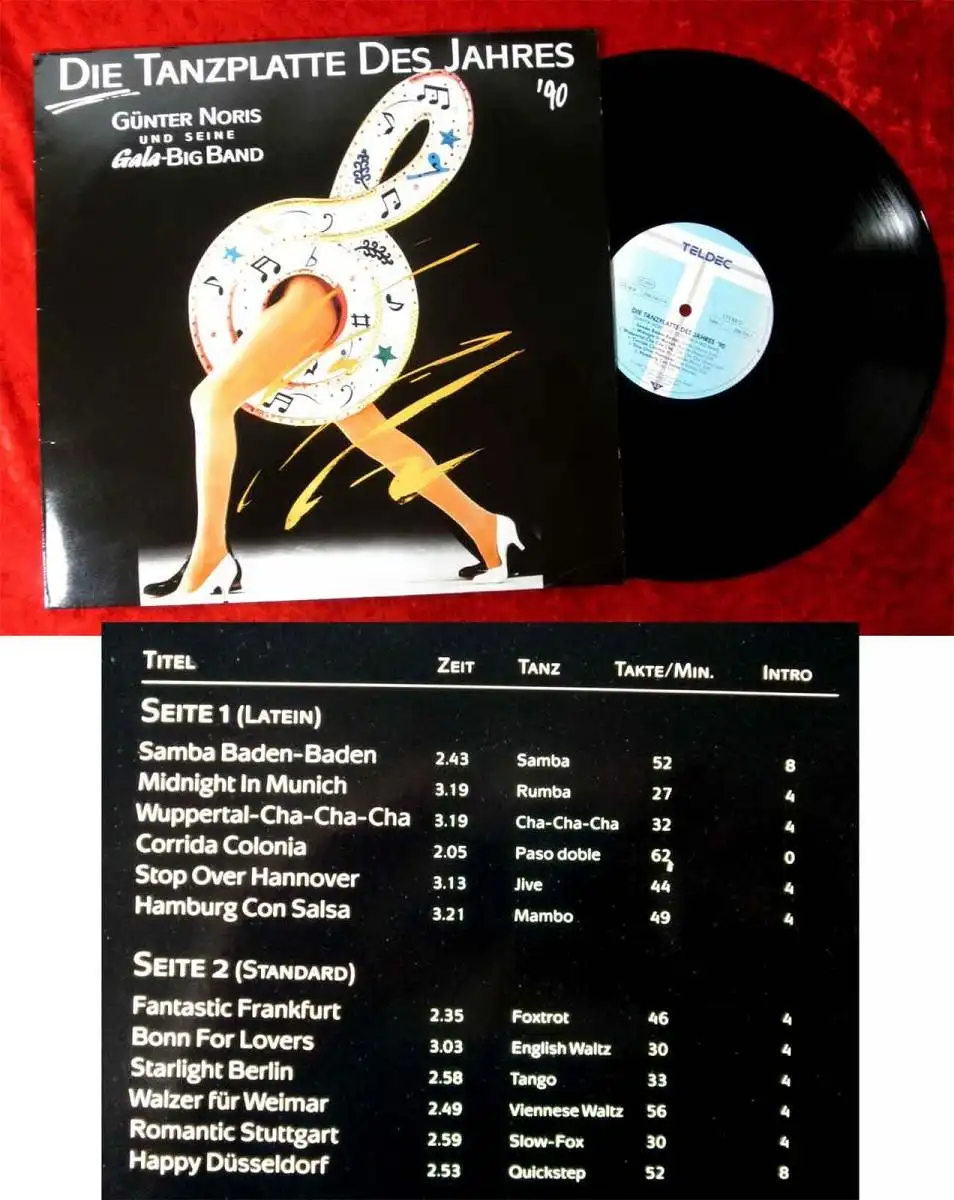 DIE TANZPLATTE DES JAHRES
'90
GÜNTER NORIS
UND SEINE
Gala-BIG BAND
TELDEC
STEREO
DIE TANZPLATTE DES JAHRES '90
TITEL ZEIT TANZ TAKTE/MIN. INTRO
SEITE 1 (LATEIN)
Samba Baden-Baden 2.43 Samba 52 8
Midnight In Munich 3.19 Rumba 27 4
Wuppertal-Cha-Cha-Cha 3.19 Cha-Cha-Cha 32 4
Corrida Colonia 2.05 Paso doble 62 0
Stop Over Hannover 3.13 Jive 44 4
Hamburg Con Salsa 3.21 Mambo 49 4
SEITE 2 (STANDARD)
Fantastic Frankfurt 2.35 Foxtrot 46 4
Bonn For Lovers 3.03 English Waltz 30 4
Starlight Berlin 2.58 Tango 33 4
Walzer für Weimar 2.49 Viennese Waltz 56 4
Romantic Stuttgart 2.59 Slow-Fox 30 4
Happy Düsseldorf 2.53 Quickstep 52 8